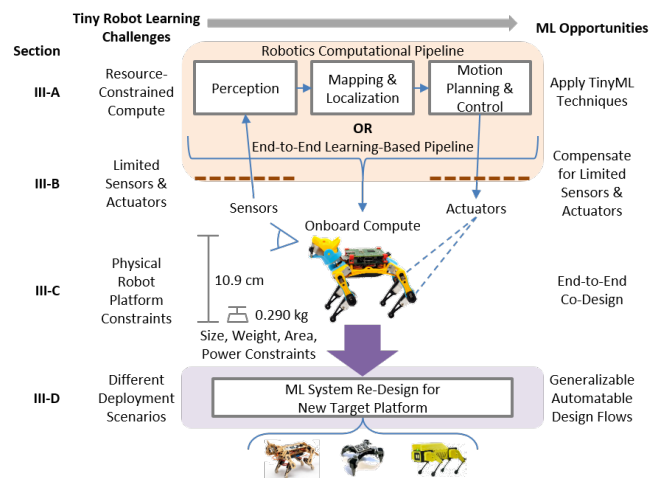 Tiny Robot Learning
Challenges
ML Opportunities
Section
Robotics Computational Pipeline
III-A
Resource-
Constrained
Compute
Perception
Mapping &
Localization
Motion
Planning &
Control
Apply TinyML
Techniques
OR
End-to-End Learning-Based Pipeline
III-B
Limited
Sensors &
Actuators
Compensate
for Limited
Sensors &
Actuators
Sensors
Actuators
Onboard Compute
III-C
Physical
Robot
Platform
Constraints
10.9 cm
0.290 kg
Size, Weight, Area,
Power Constraints
End-to-End
Co-Design
III-D
Different
Deployment
Scenarios
ML System Re-Design for
New Target Platform
Generalizable
Automatable
Design Flows